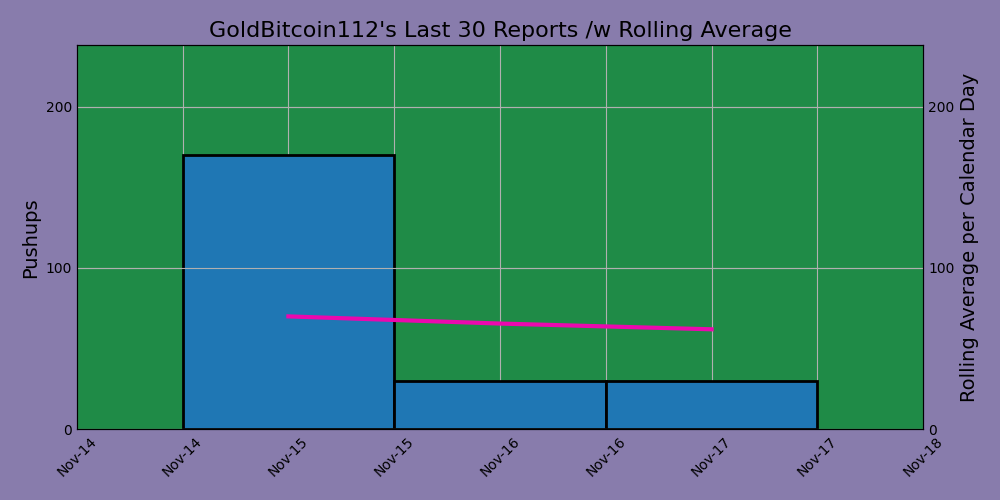 GoldBitcoin112's Last 30 Reports /w Rolling Average
Pushups
200
100
0
200
100
0
Rolling Average per Calendar Day
Nov-14
Nov-14
Nov-15
Nov-15
Nov-16
Nov-16
Nov-17
Nov-17
Nov-18